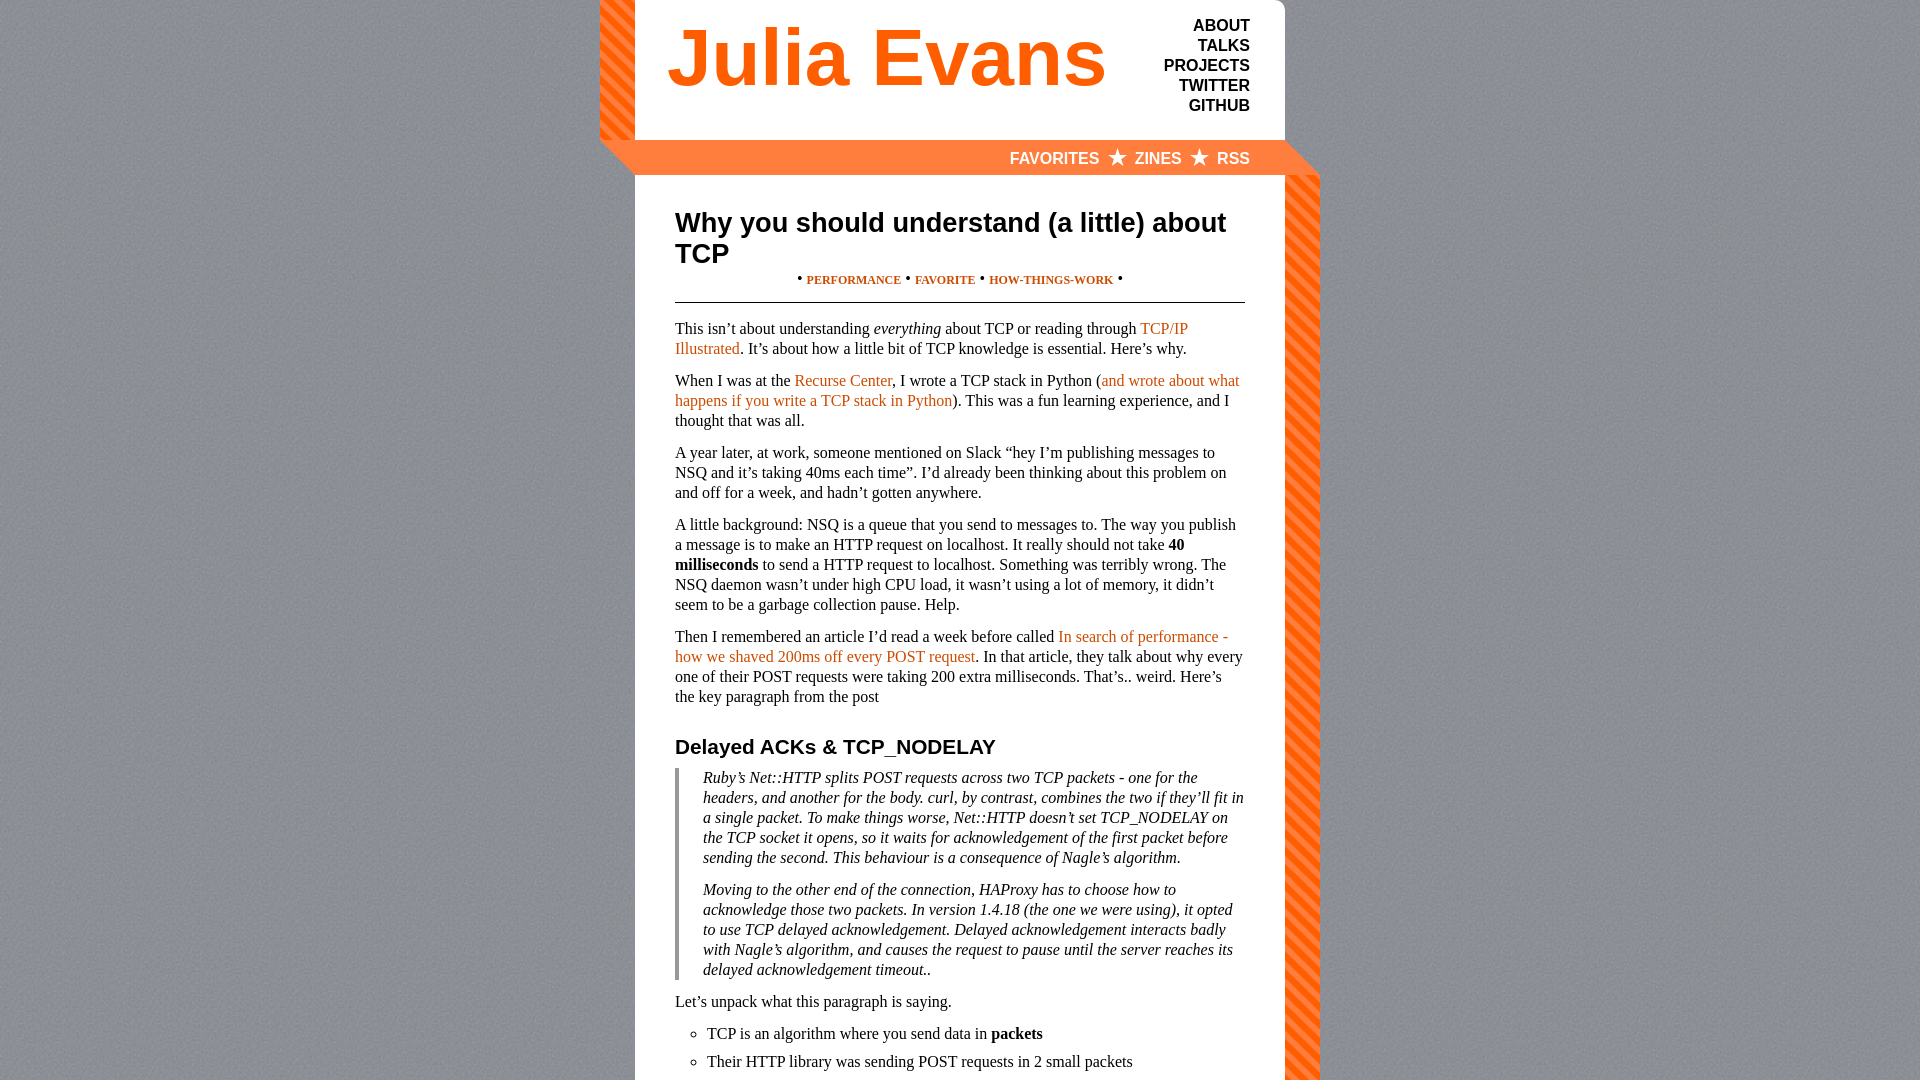 Julia Evans
ABOUT
TALKS
PROJECTS
TWITTER
GITHUB
FAVORITES ★ ZINES ★ RSS
Why you should understand (a little) about
TCP
• PERFORMANCE • FAVORITE • HOW-THINGS-WORK •
This isn’t about understanding everything about TCP or reading through TCP/IP
Illustrated. It’s about how a little bit of TCP knowledge is essential. Here’s why.
When I was at the Recurse Center, I wrote a TCP stack in Python (and wrote about what
happens if you write a TCP stack in Python). This was a fun learning experience, and I
thought that was all.
A year later, at work, someone mentioned on Slack “hey I’m publishing messages to
NSQ and it’s taking 40ms each time”. I’d already been thinking about this problem on
and off for a week, and hadn’t gotten anywhere.
A little background: NSQ is a queue that you send to messages to. The way you publish
a message is to make an HTTP request on localhost. It really should not take 40
milliseconds to send a HTTP request to localhost. Something was terribly wrong. The
NSQ daemon wasn’t under high CPU load, it wasn’t using a lot of memory, it didn’t
seem to be a garbage collection pause. Help.
Then I remembered an article I’d read a week before called In search of performance -
how we shaved 200ms off every POST request. In that article, they talk about why every
one of their POST requests were taking 200 extra milliseconds. That’s.. weird. Here’s
the key paragraph from the post
Delayed ACKs & TCP_NODELAY
Ruby’s Net::HTTP splits POST requests across two TCP packets - one for the
headers, and another for the body. curl, by contrast, combines the two if they’ll fit in
a single packet. To make things worse, Net::HTTP doesn’t set TCP_NODELAY on
the TCP socket it opens, so it waits for acknowledgement of the first packet before
sending the second. This behaviour is a consequence of Nagle’s algorithm.
Moving to the other end of the connection, HAProxy has to choose how to
acknowledge those two packets. In version 1.4.18 (the one we were using), it opted
to use TCP delayed acknowledgement. Delayed acknowledgement interacts badly
with Nagle’s algorithm, and causes the request to pause until the server reaches its
delayed acknowledgement timeout..
Let’s unpack what this paragraph is saying.
◦ TCP is an algorithm where you send data in packets
◦ Their HTTP library was sending POST requests in 2 small packets